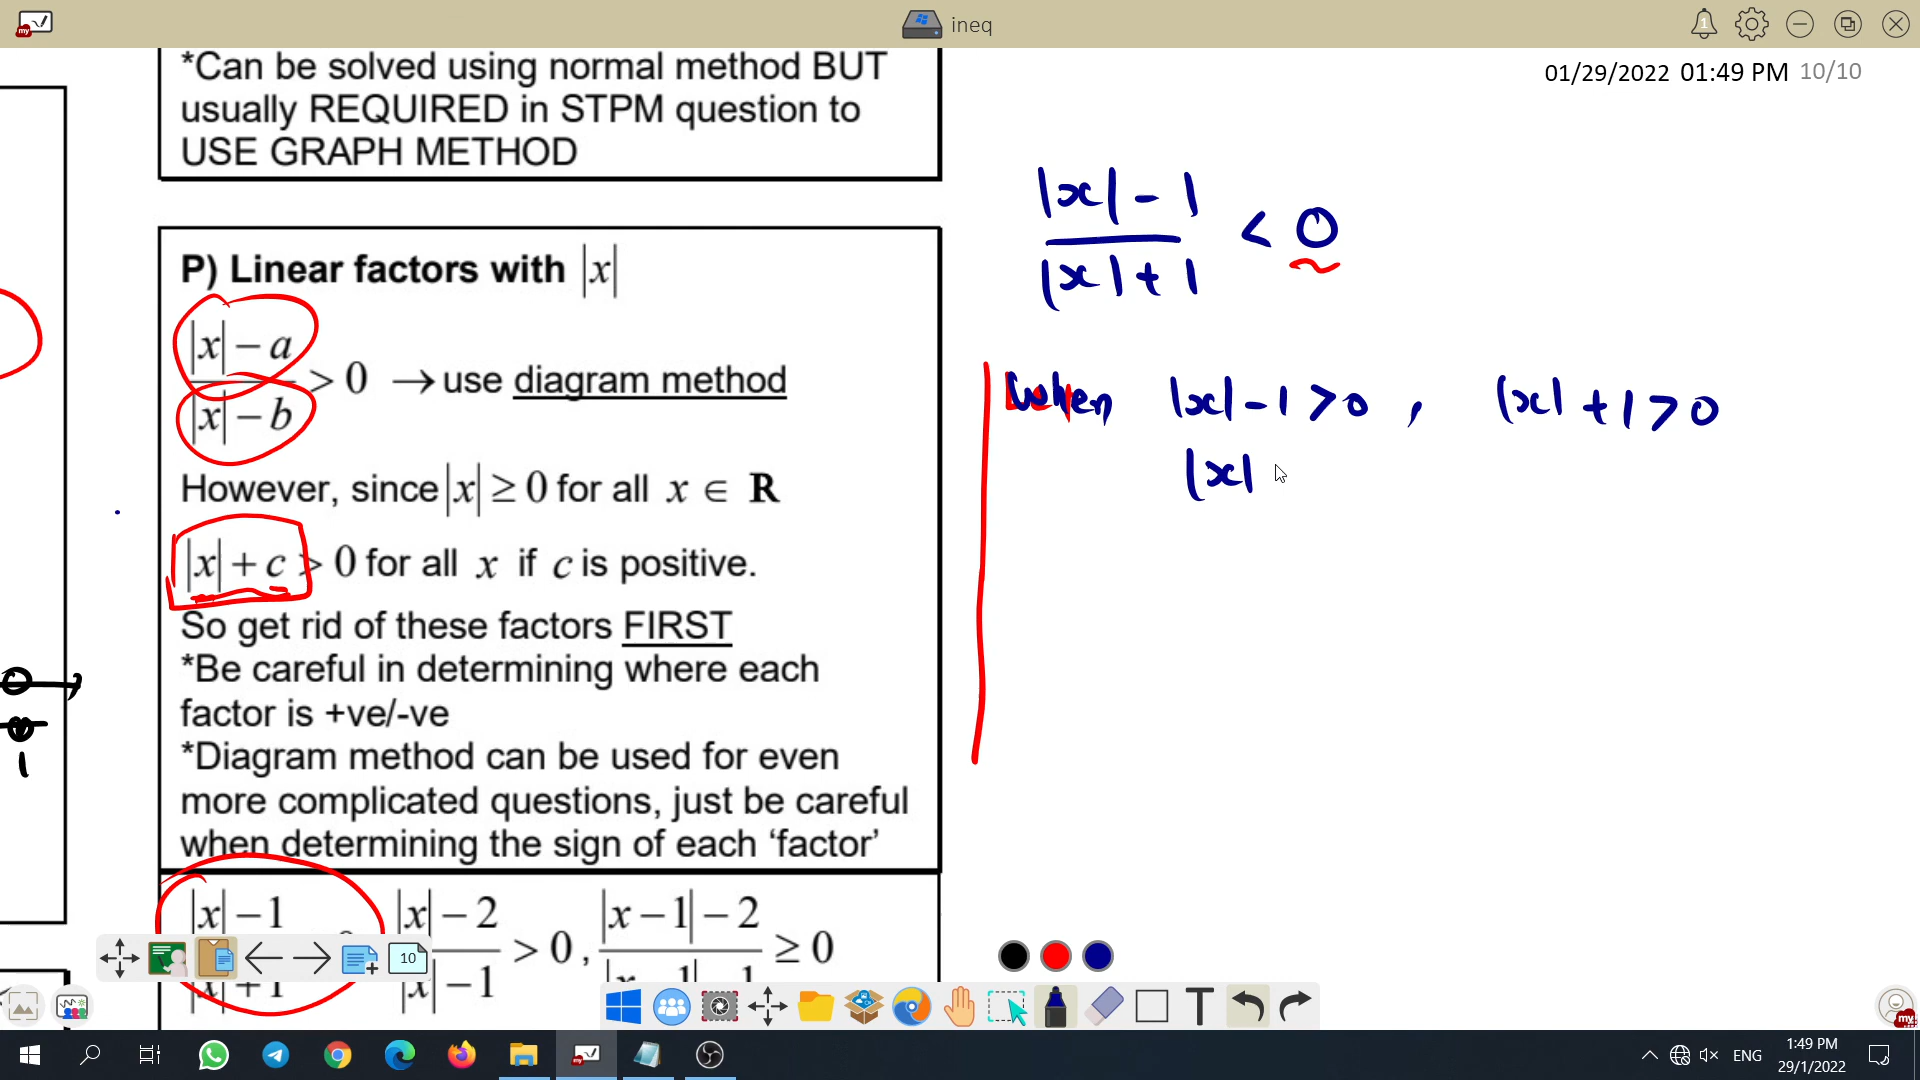 ineq
01/29/2022 01:49 PM 10/10
*Can be solved using normal method BUT
usually REQUIRED in STPM question to
USE GRAPH METHOD
P) Linear factors with |x|
|x| − a
|x| − b
> 0 → use diagram method
However, since |x| ≥ 0 for all x ∈ R
|x| + c > 0 for all x if c is positive.
So get rid of these factors FIRST
*Be careful in determining where each
factor is +ve/-ve
*Diagram method can be used for even
more complicated questions, just be careful
when determining the sign of each ‘factor’
|x| −1
|x| +1
|x| − 2
|x| −1
> 0 ,
|x −1| − 2
≥ 0
|x| - 1
|x| + 1
< 0
When |x| - 1 > 0 , |x| + 1 > 0
|x|
1
10
T
my
ENG
1:49 PM
29/1/2022